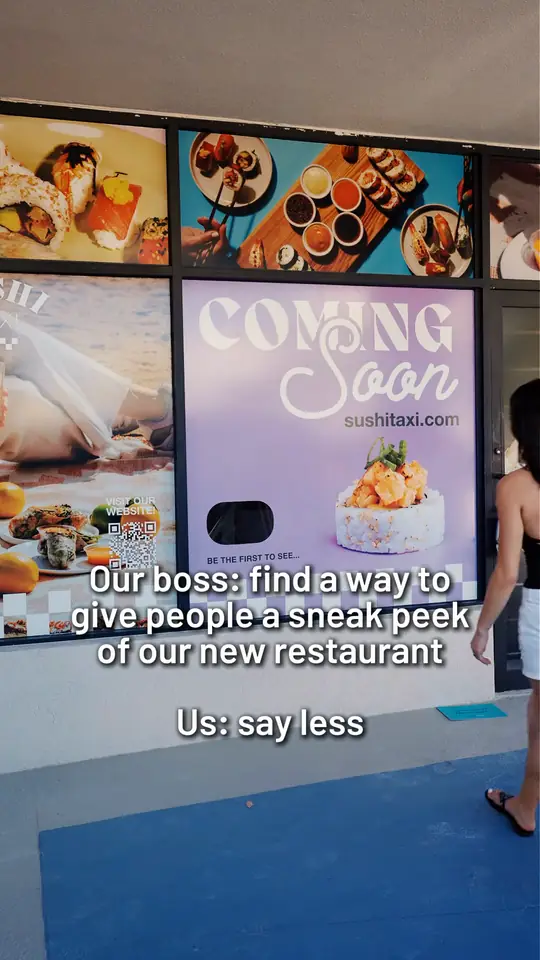 COMING
Soon
sushitaxi.com
VISIT OUR
WEBSITE!
BE THE FIRST TO SEE...
Our boss: find a way to
give people a sneak peek
of our new restaurant
Us: say less